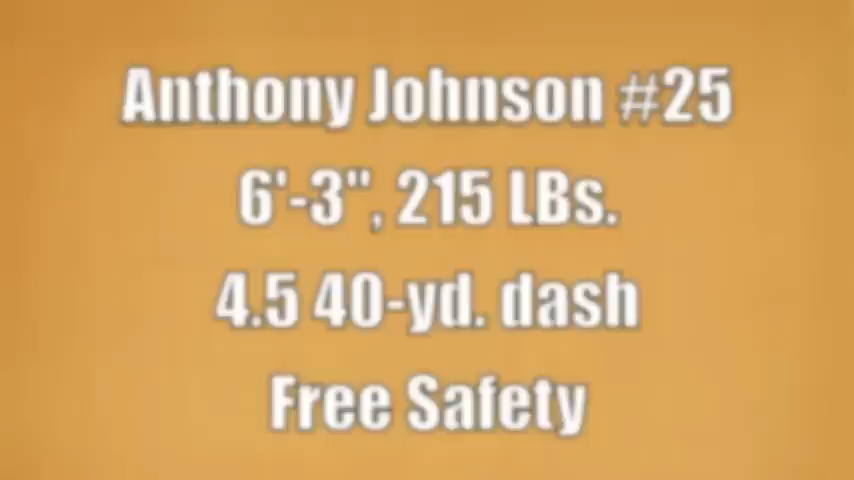 Anthony Johnson #25
6'-3", 215 LBs.
4.5 40-yd. dash
Free Safety